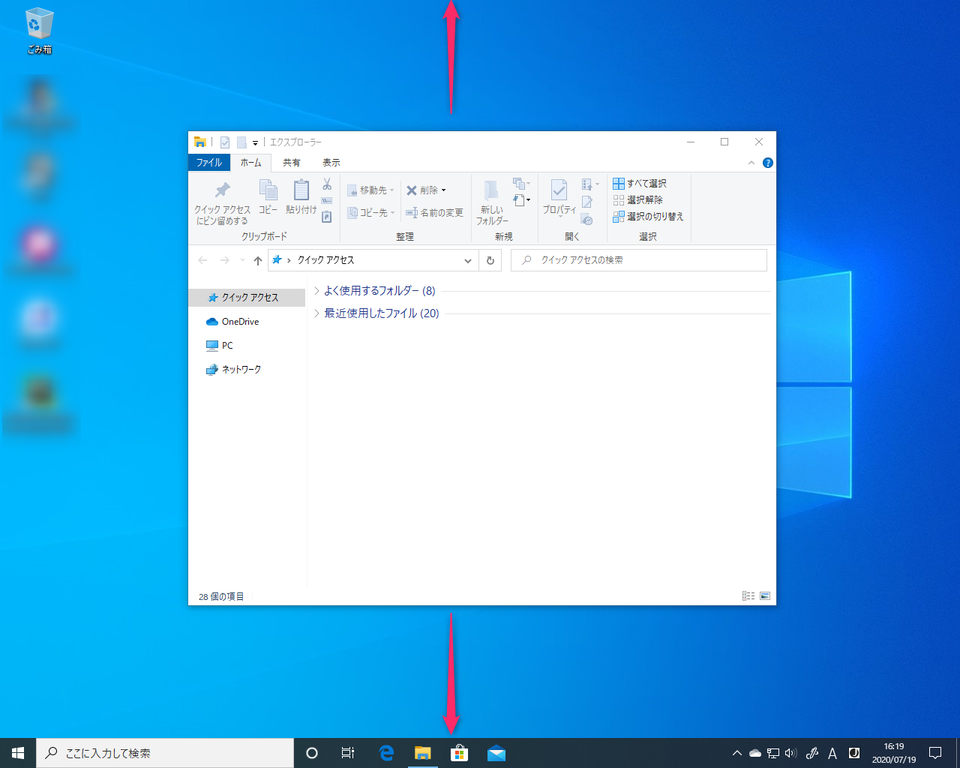 ごみ箱
エクスプローラー
ファイル ホーム 共有 表示
クイック アクセス
にピン留めする
コピー
貼り付け
クリップボード
移動先
コピー先
削除
名前の変更
整理
新しい
フォルダー
新規
プロパティ
開く
すべて選択
選択解除
選択の切り替え
選択
クイック アクセス
クイック アクセスの検索
クイック アクセス
OneDrive
PC
ネットワーク
よく使用するフォルダー (8)
最近使用したファイル (20)
28 個の項目
ここに入力して検索
A
16:19
2020/07/19